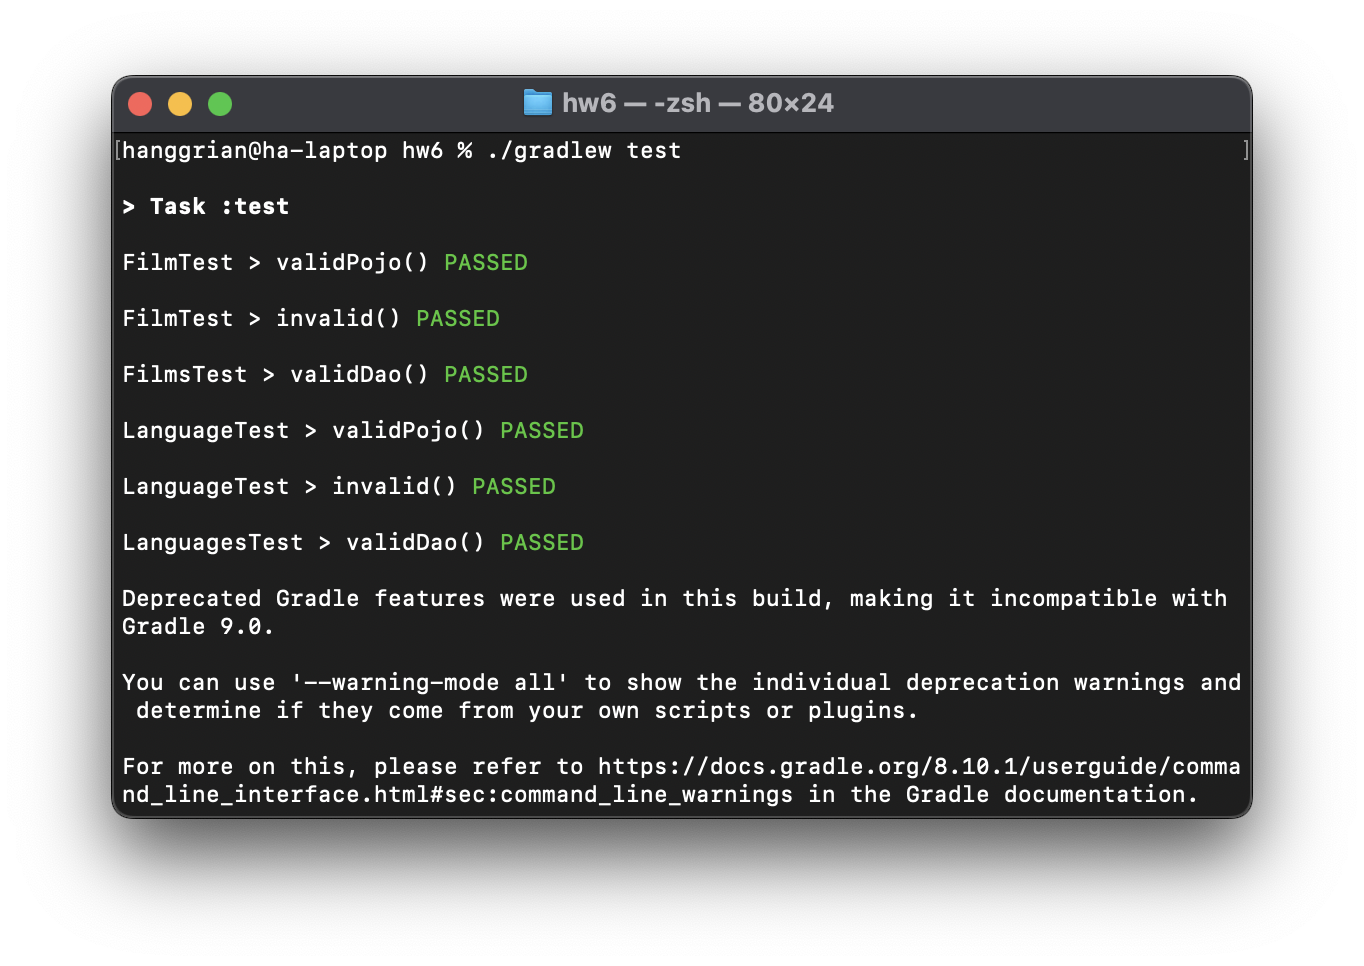 hw6 — -zsh — 80×24
[hanggrian@ha-laptop hw6 % ./gradlew test ]
> Task :test
FilmTest > validPojo() PASSED
FilmTest > invalid() PASSED
FilmsTest > validDao() PASSED
LanguageTest > validPojo() PASSED
LanguageTest > invalid() PASSED
LanguagesTest > validDao() PASSED
Deprecated Gradle features were used in this build, making it incompatible with
Gradle 9.0.
You can use '--warning-mode all' to show the individual deprecation warnings and
determine if they come from your own scripts or plugins.
For more on this, please refer to https://docs.gradle.org/8.10.1/userguide/comma
nd_line_interface.html#sec:command_line_warnings in the Gradle documentation.